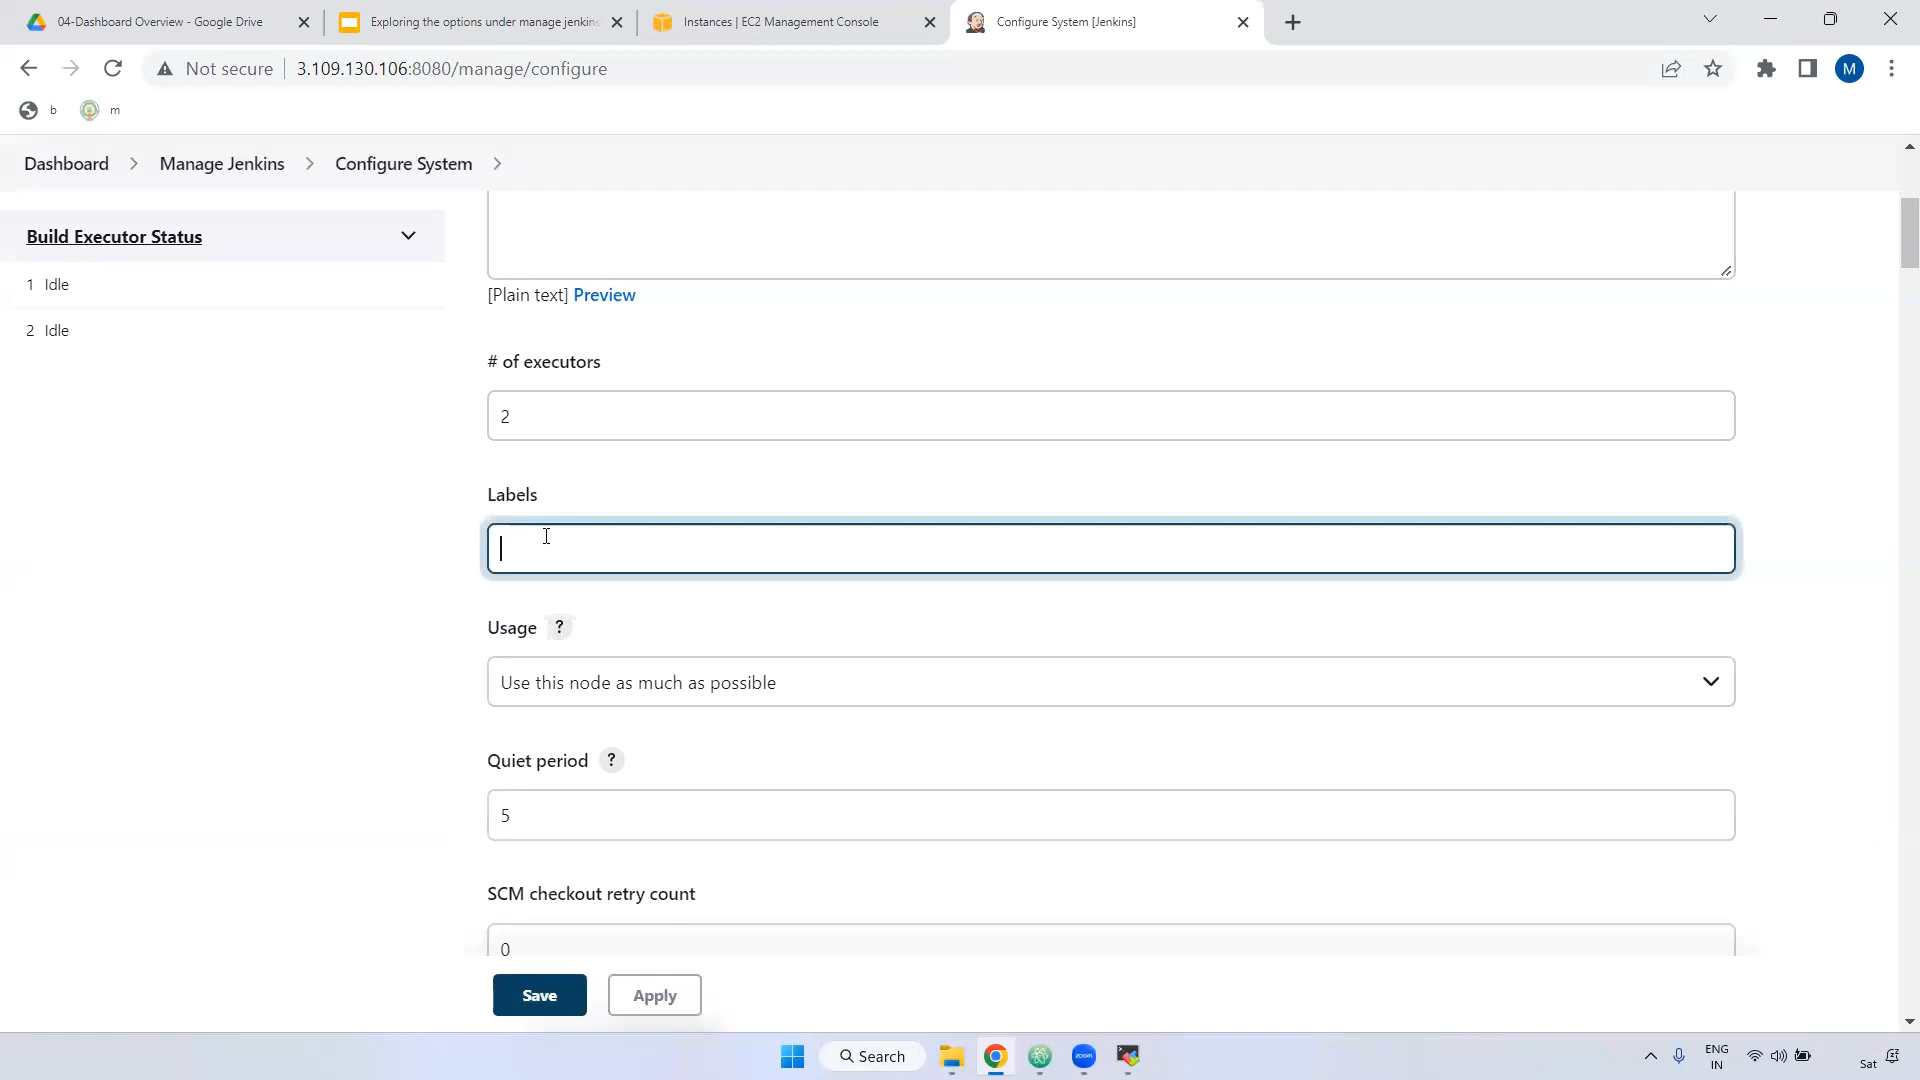 04-Dashboard Overview - Google Drive
Exploring the options under manage jenkins
Instances | EC2 Management Console
Configure System [Jenkins]
Not secure
3.109.130.106:8080/manage/configure
M
b
m
Dashboard
Manage Jenkins
Configure System
Build Executor Status
1 Idle
2 Idle
[Plain text] Preview
# of executors
2
Labels
Usage ?
Use this node as much as possible
Quiet period ?
5
SCM checkout retry count
0
Save
Apply
Search
zoom
ENG
IN
Sat